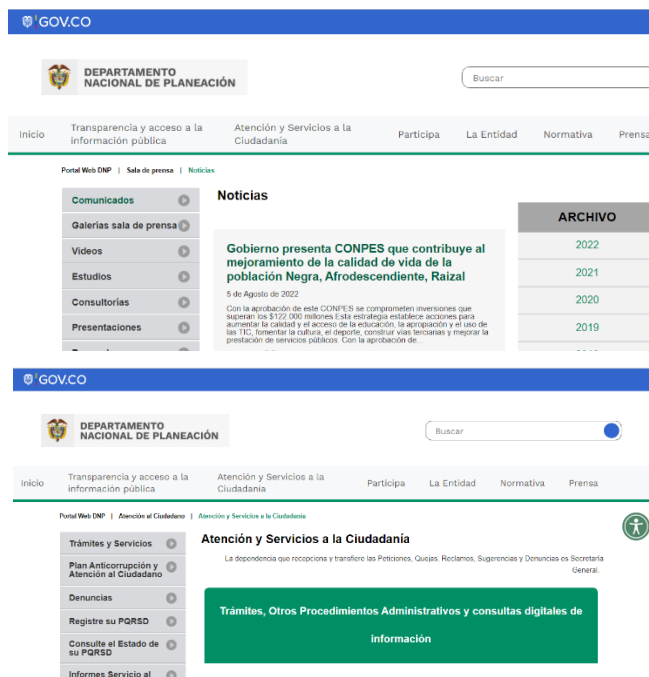 GOV.CO
DEPARTAMENTO
NACIONAL DE PLANEACIÓN
Buscar
Inicio
Transparencia y acceso a la
información pública
Atención y Servicios a la
Ciudadanía
Participa
La Entidad
Normativa
Prensa
Portal Web DNP | Sala de prensa | Noticias
Comunicados
Galerías sala de prensa
Videos
Estudios
Consultorías
Presentaciones
Noticias
Gobierno presenta CONPES que contribuye al
mejoramiento de la calidad de vida de la
población Negra, Afrodescendiente, Raizal
5 de Agosto de 2022
Con la aprobación de este CONPES se comprometen inversiones que
superan los $122.000 millones Esta estrategia establece acciones para
aumentar la calidad y el acceso de la educación, la apropiación y el uso de
las TIC, fomentar la cultura, el deporte, construir vías terciarias y mejorar la
prestación de servicios públicos. Con la aprobación de...
ARCHIVO
2022
2021
2020
2019
GOV.CO
DEPARTAMENTO
NACIONAL DE PLANEACIÓN
Buscar
Inicio
Transparencia y acceso a la
información pública
Atención y Servicios a la
Ciudadanía
Participa
La Entidad
Normativa
Prensa
Portal Web DNP | Atención al Ciudadano | Atención y Servicios a la Ciudadanía
Trámites y Servicios
Plan Anticorrupción y
Atención al Ciudadano
Denuncias
Registre su PQRSD
Consulte el Estado de
su PQRSD
Informes Servicio al
Atención y Servicios a la Ciudadanía
La dependencia que recepciona y transfiere las Peticiones, Quejas, Reclamos, Sugerencias y Denuncias es Secretaría
General.
Trámites, Otros Procedimientos Administrativos y consultas digitales de
información